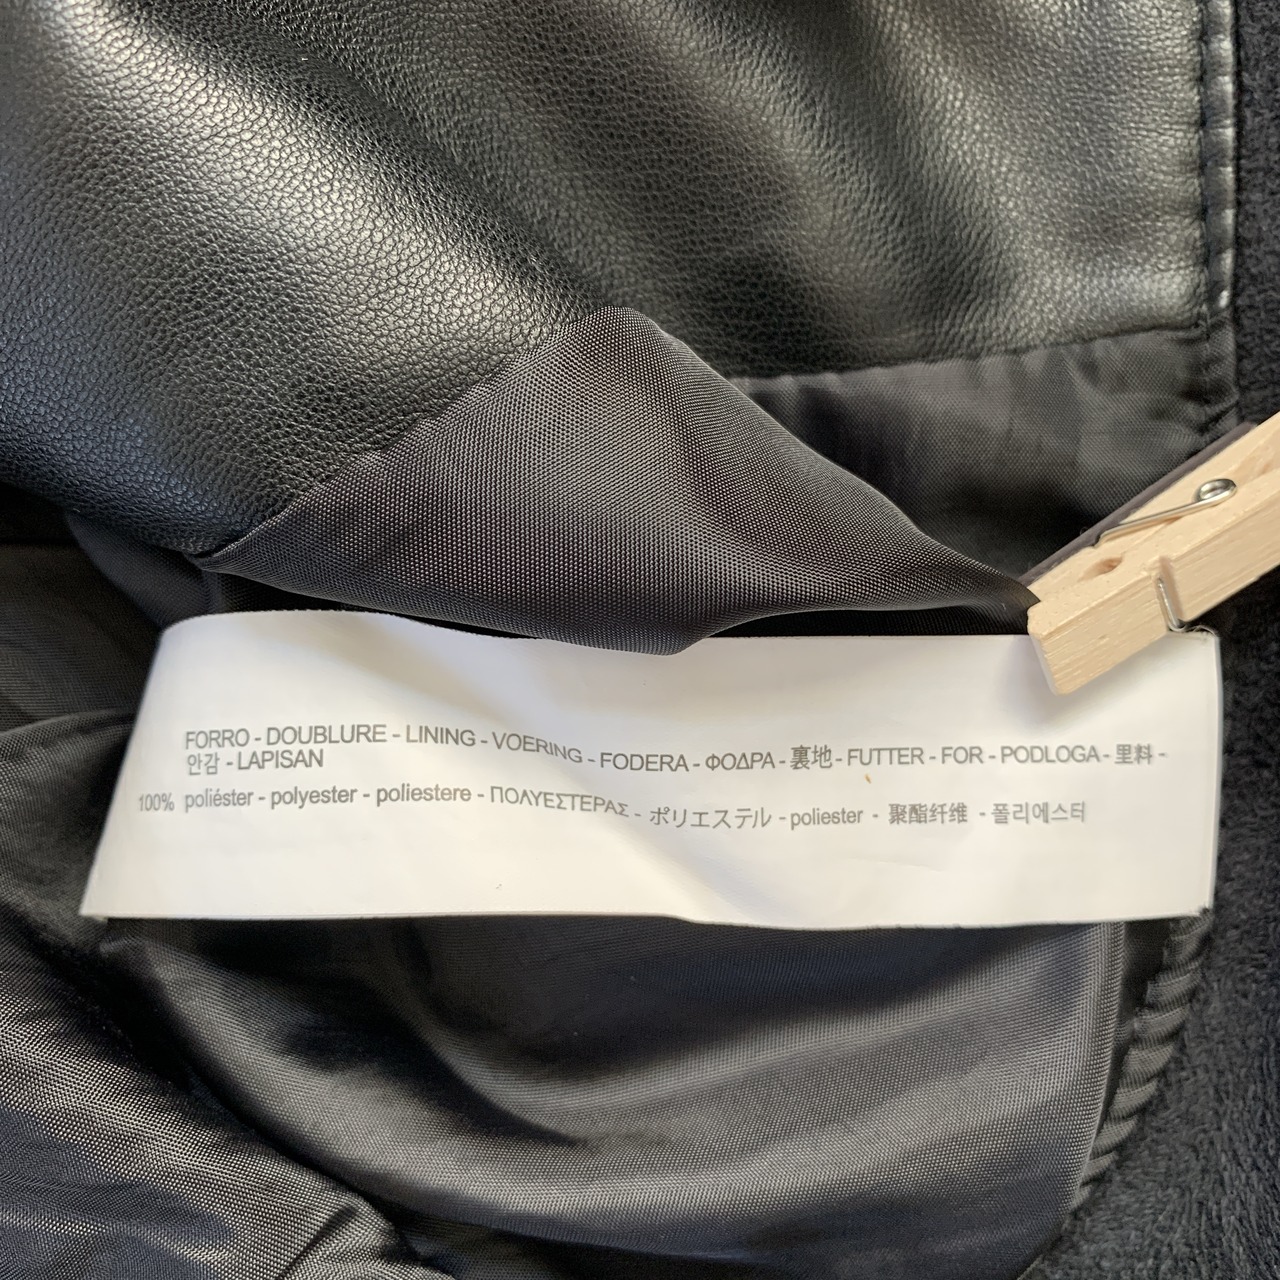 FORRO - DOUBLURE - LINING - VOERING - FODERA - ΦΟΔΡΑ - 裏地 - FUTTER - FOR - PODLOGA - 里料 -
안감 - LAPISAN
100% poliéster - polyester - poliestere - ΠΟΛΥΕΣΤΕΡΑΣ - ポリエステル - poliester - 聚酯纤维 - 폴리에스터